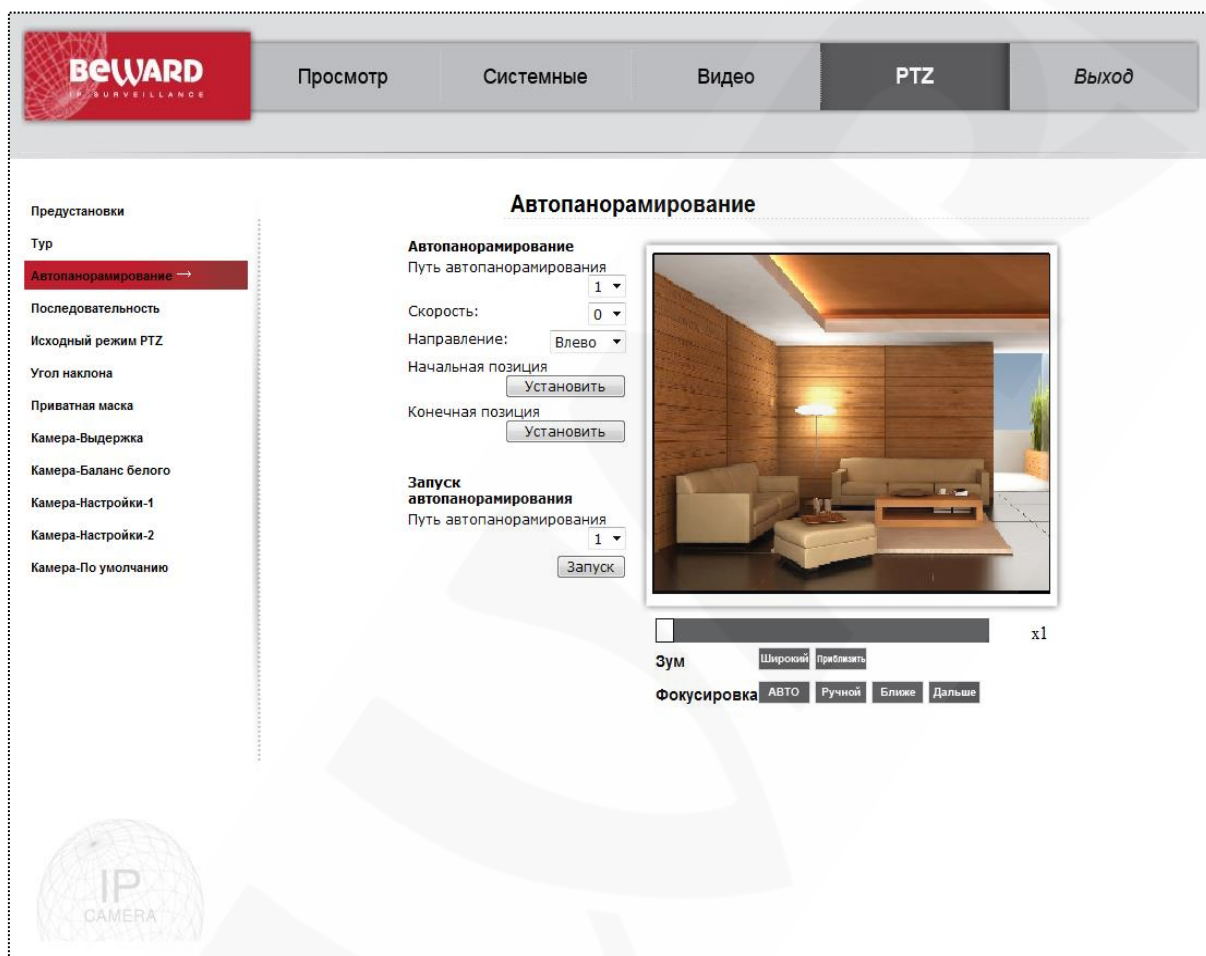 BEWARD
IP SURVEILLANCE
Просмотр
Системные
Видео
PTZ
Выход
Автопанорамирование
Предустановки
Тур
Автопанорамирование →
Последовательность
Исходный режим PTZ
Угол наклона
Приватная маска
Камера-Выдержка
Камера-Баланс белого
Камера-Настройки-1
Камера-Настройки-2
Камера-По умолчанию
Автопанорамирование
Путь автопанорамирования
1
Скорость:
0
Направление:
Влево
Начальная позиция
Установить
Конечная позиция
Установить
Запуск
автопанорамирования
Путь автопанорамирования
1
Запуск
x1
Зум
Широкий
Приблизить
Фокусировка
АВТО
Ручной
Ближе
Дальше
IP
CAMERA